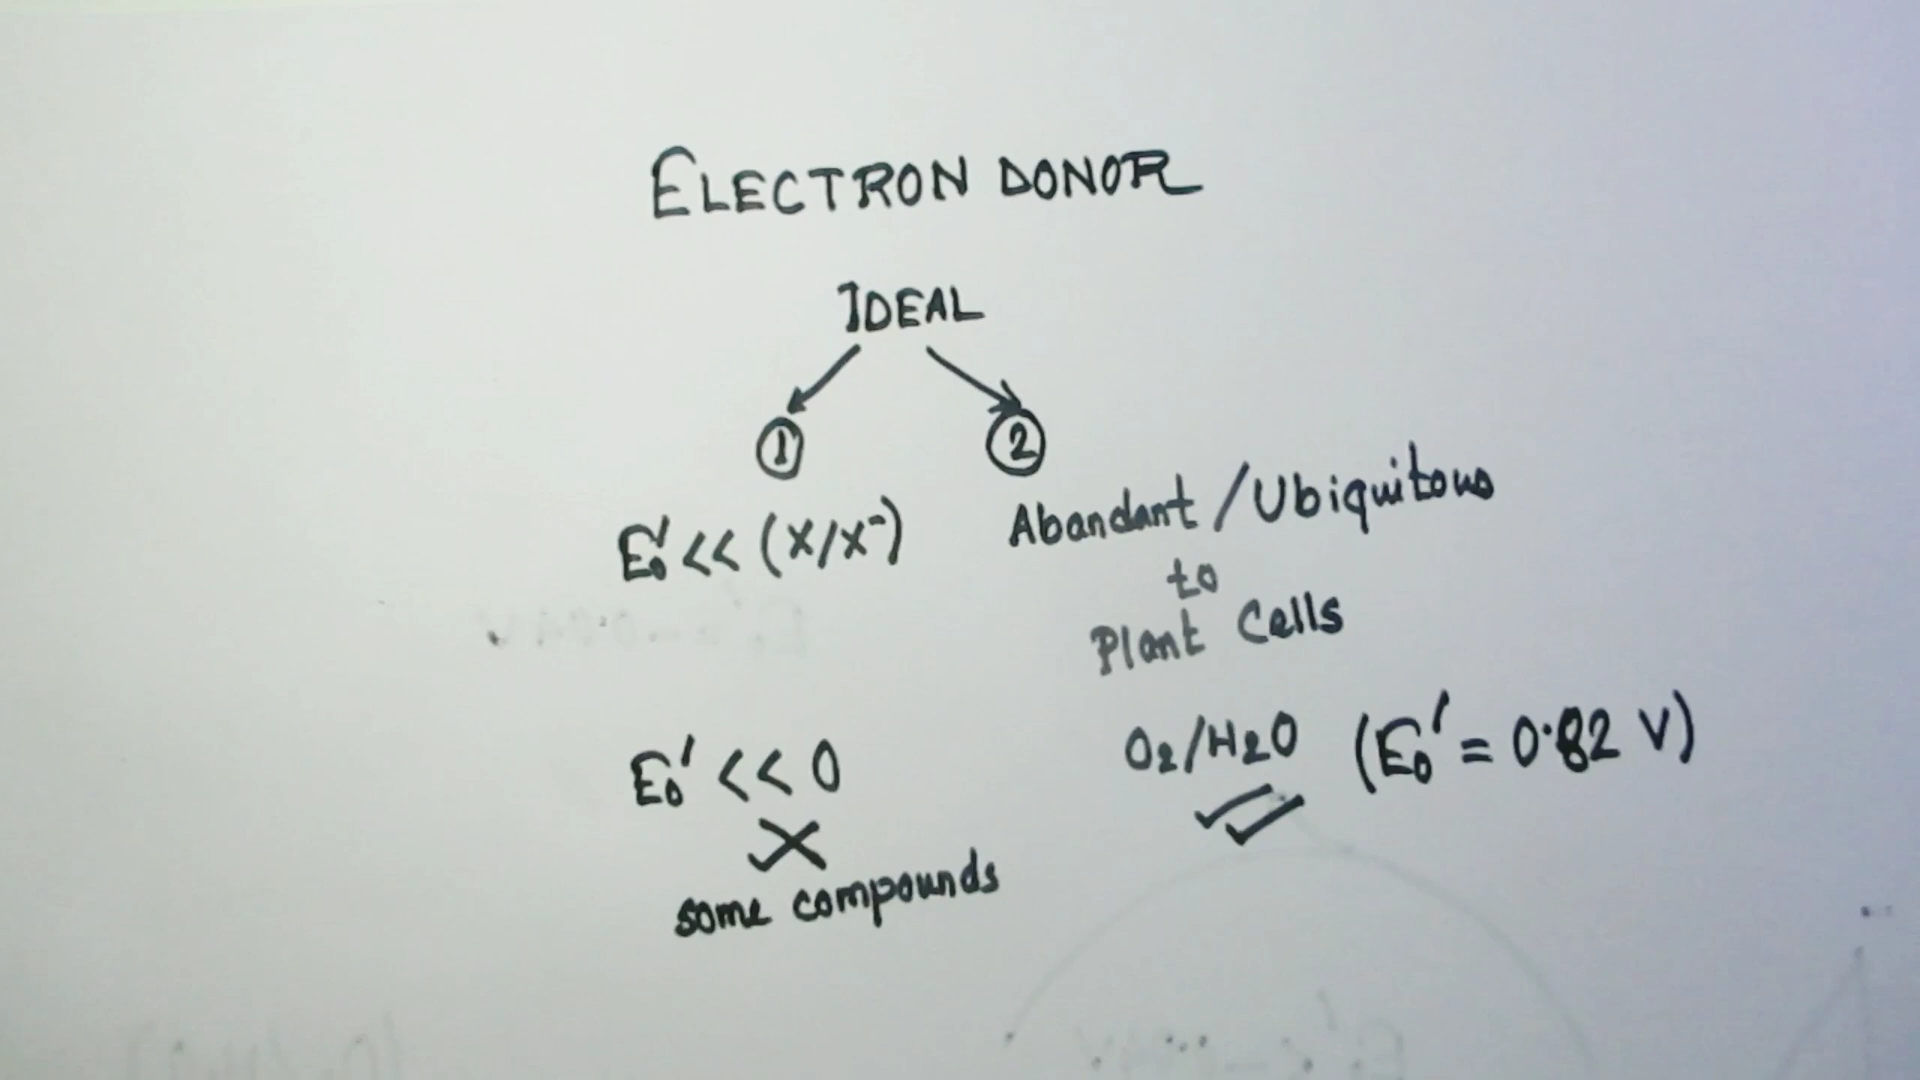 ELECTRON DONOR
IDEAL
1
2
E₀′ << (X/X⁻)
Abandant / Ubiquitous
to
Plant Cells
E₀′ << 0
X
some compounds
O₂/H₂O (E₀′ = 0.82 V)